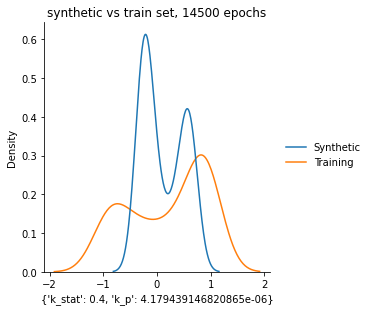 synthetic vs train set, 14500 epochs
0.6
0.5
0.4
0.3
0.2
0.1
0.0
Density
Synthetic
Training
−2
−1
0
1
2
{'k_stat': 0.4, 'k_p': 4.179439146820865e-06}